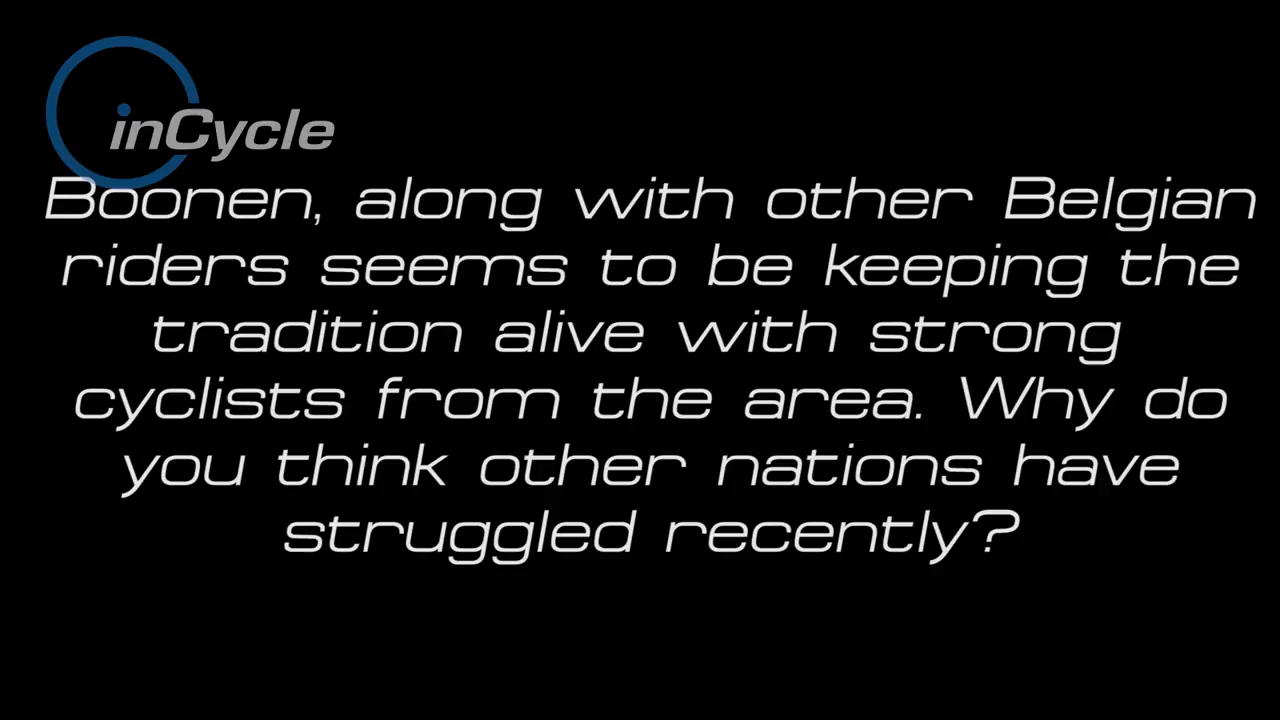 inCycle
Boonen, along with other Belgian
riders seems to be keeping the
tradition alive with strong
cyclists from the area. Why do
you think other nations have
struggled recently?